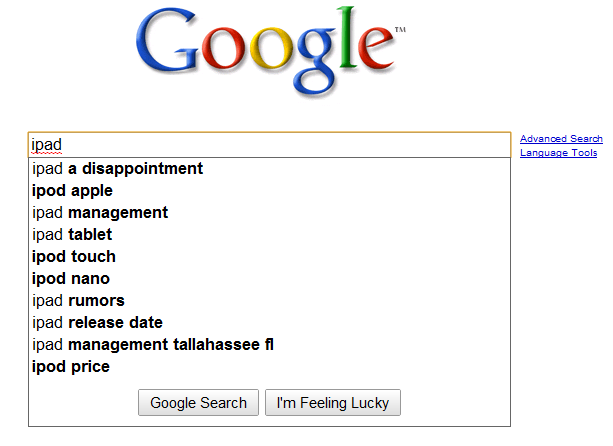 Google™
ipad
Advanced Search
Language Tools
ipad a disappointment
ipod apple
ipad management
ipad tablet
ipod touch
ipod nano
ipad rumors
ipad release date
ipad management tallahassee fl
ipod price
Google Search I'm Feeling Lucky